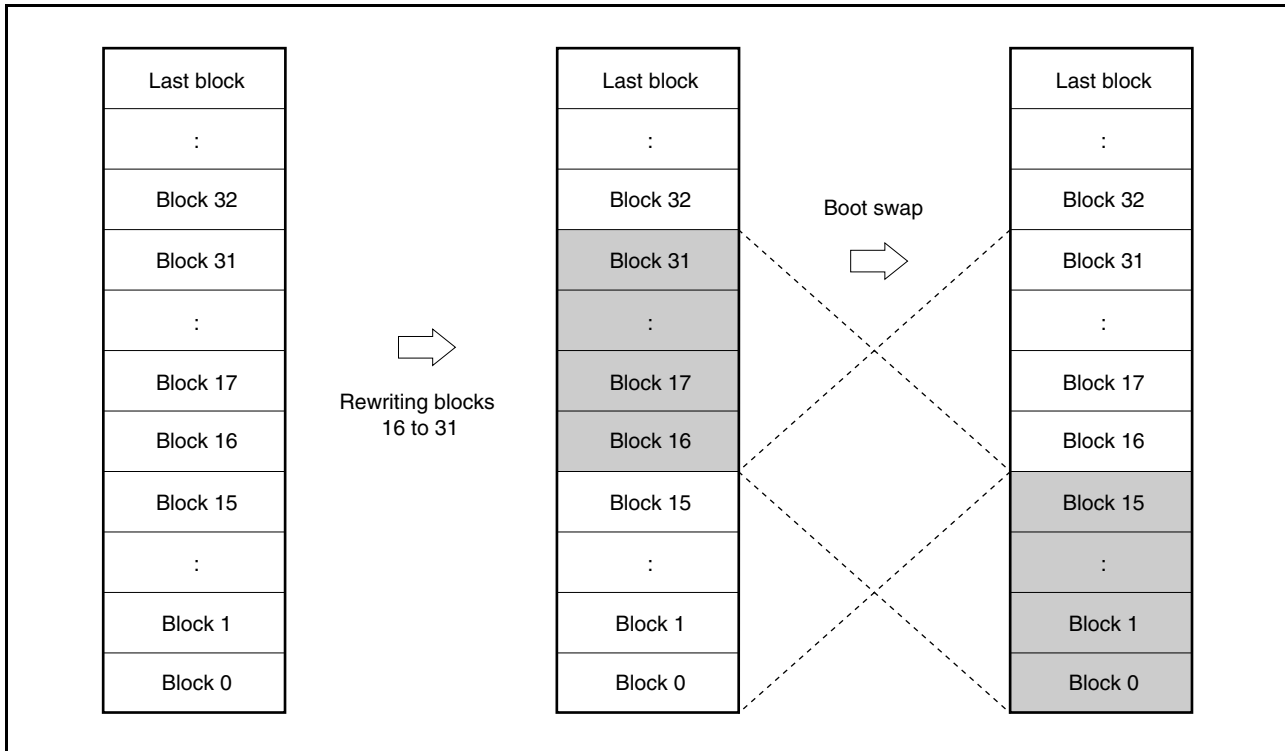 Last block
:
Block 32
Block 31
:
Block 17
Block 16
Block 15
:
Block 1
Block 0
Rewriting blocks
16 to 31
Last block
:
Block 32
Block 31
:
Block 17
Block 16
Block 15
:
Block 1
Block 0
Boot swap
Last block
:
Block 32
Block 31
:
Block 17
Block 16
Block 15
:
Block 1
Block 0